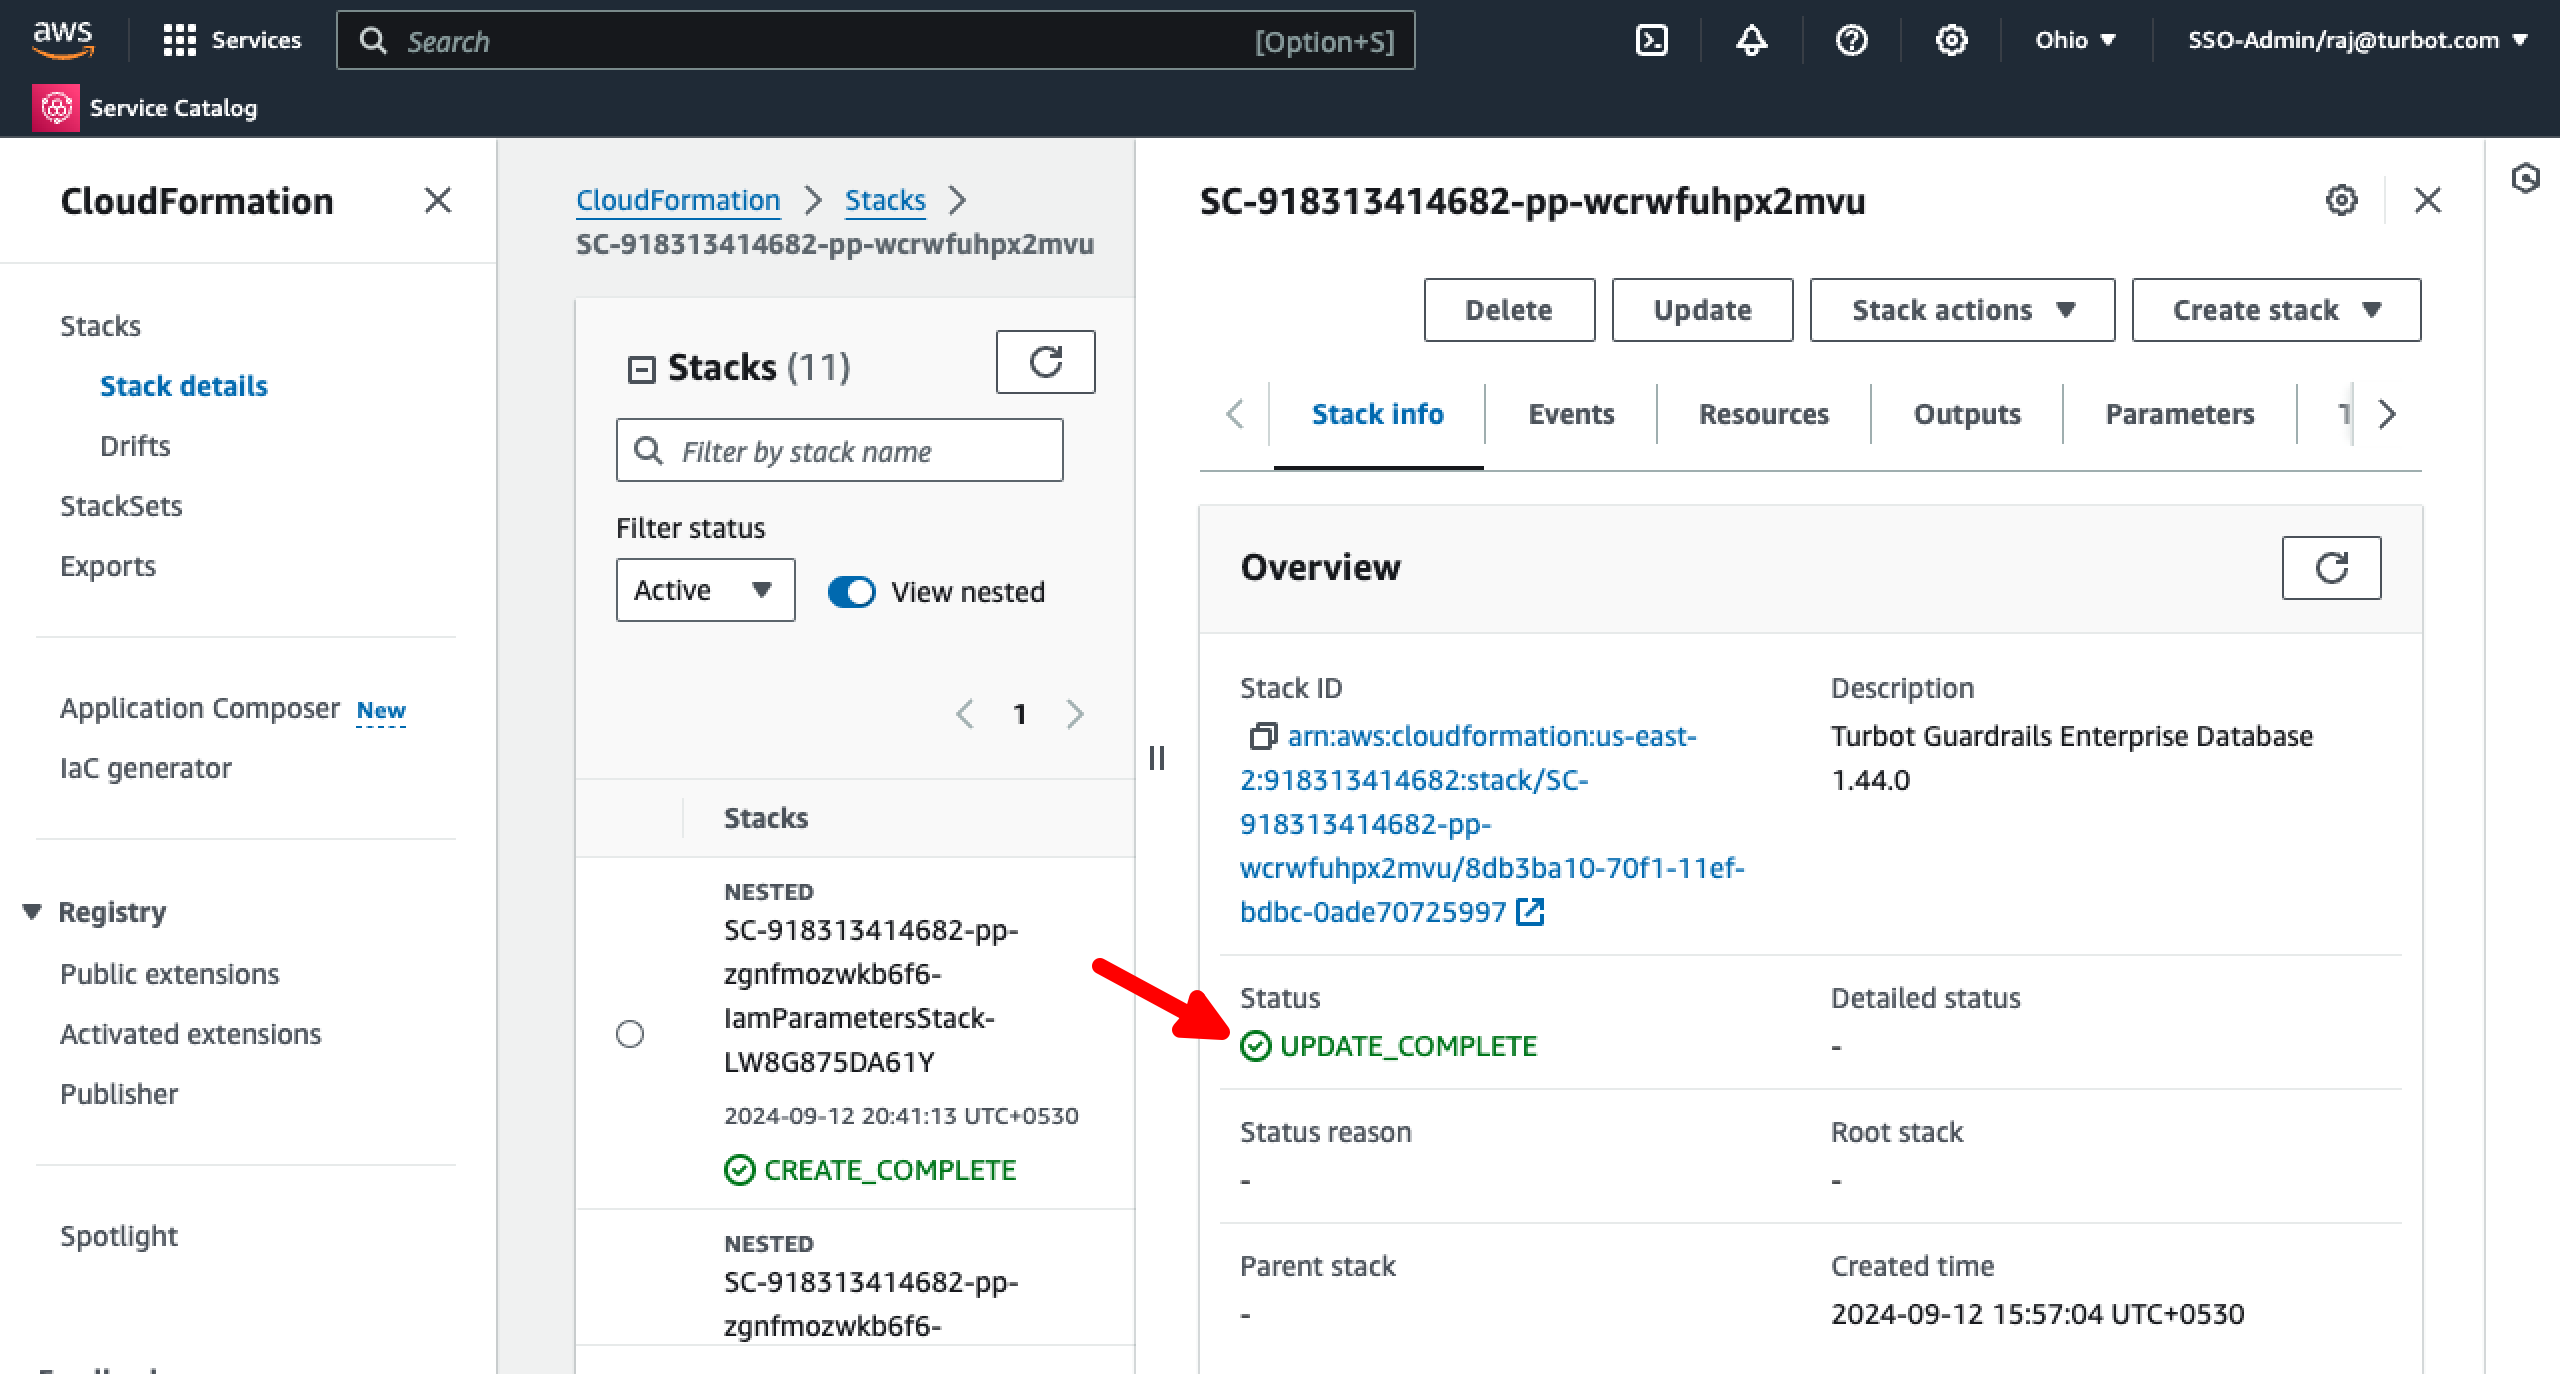 aws
Services
Search
[Option+S]
Ohio
SSO-Admin/raj@turbot.com
Service Catalog
CloudFormation
Stacks
Stack details
Drifts
StackSets
Exports
Application Composer New
IaC generator
Registry
Public extensions
Activated extensions
Publisher
Spotlight
CloudFormation
Stacks
SC-918313414682-pp-wcrwfuhpx2mvu
Stacks (11)
Filter by stack name
Filter status
Active
View nested
1
Stacks
NESTED
SC-918313414682-pp-
zgnfmozwkb6f6-
IamParametersStack-
LW8G875DA61Y
2024-09-12 20:41:13 UTC+0530
CREATE_COMPLETE
NESTED
SC-918313414682-pp-
zgnfmozwkb6f6-
SC-918313414682-pp-wcrwfuhpx2mvu
Delete
Update
Stack actions
Create stack
Stack info
Events
Resources
Outputs
Parameters
Overview
Stack ID
arn:aws:cloudformation:us-east-
2:918313414682:stack/SC-
918313414682-pp-
wcrwfuhpx2mvu/8db3ba10-70f1-11ef-
bdbc-0ade70725997
Description
Turbot Guardrails Enterprise Database
1.44.0
Status
UPDATE_COMPLETE
Detailed status
-
Status reason
-
Root stack
-
Parent stack
-
Created time
2024-09-12 15:57:04 UTC+0530